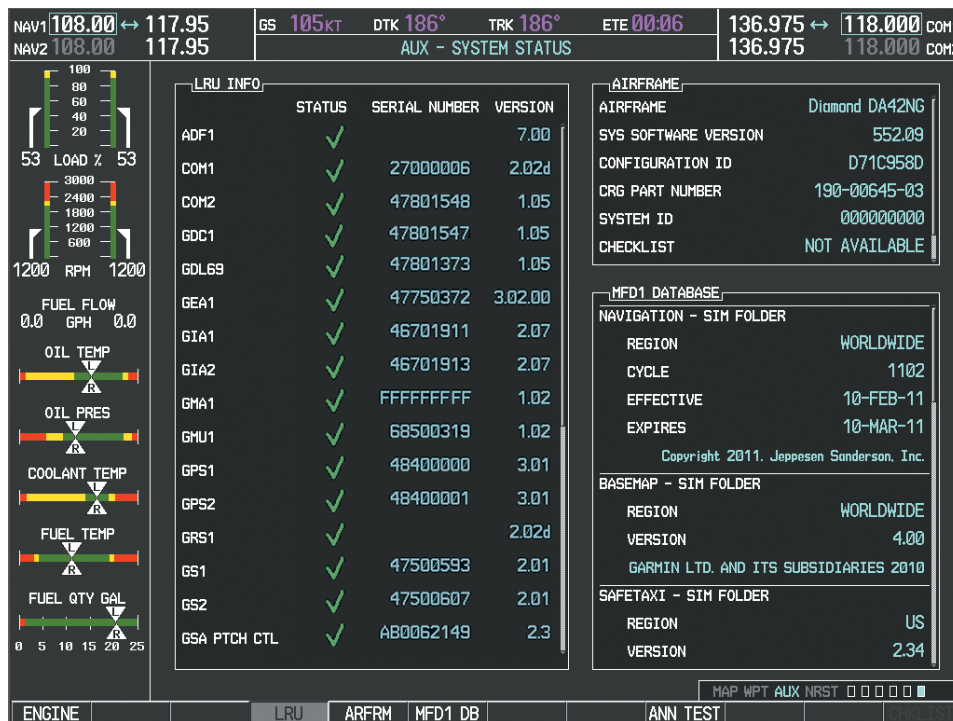 NAV1 108.00 ↔ 117.95
NAV2 108.00 117.95
GS 105KT DTK 186° TRK 186° ETE 00:06
AUX - SYSTEM STATUS
136.975 ↔ 118.000 COM
136.975 118.000 COM
100
80
60
40
20
53 LOAD % 53
3000
2400
1800
1200
600
1200 RPM 1200
FUEL FLOW
0.0 GPH 0.0
OIL TEMP
L
R
OIL PRES
L
R
COOLANT TEMP
L
R
FUEL TEMP
L
R
FUEL QTY GAL
L
R
0 5 10 15 20 25
LRU INFO
STATUS SERIAL NUMBER VERSION
ADF1 7.00
COM1 27000006 2.02d
COM2 47801548 1.05
GDC1 47801547 1.05
GDL69 47801373 1.05
GEA1 47750372 3.02.00
GIA1 46701911 2.07
GIA2 46701913 2.07
GMA1 FFFFFFFFF 1.02
GMU1 68500319 1.02
GPS1 48400000 3.01
GPS2 48400001 3.01
GRS1 2.02d
GS1 47500593 2.01
GS2 47500607 2.01
GSA PTCH CTL AB0062149 2.3
AIRFRAME
AIRFRAME Diamond DA42NG
SYS SOFTWARE VERSION 552.09
CONFIGURATION ID D71C958D
CRG PART NUMBER 190-00645-03
SYSTEM ID 000000000
CHECKLIST NOT AVAILABLE
MFD1 DATABASE
NAVIGATION - SIM FOLDER
REGION WORLDWIDE
CYCLE 1102
EFFECTIVE 10-FEB-11
EXPIRES 10-MAR-11
Copyright 2011. Jeppesen Sanderson, Inc.
BASEMAP - SIM FOLDER
REGION WORLDWIDE
VERSION 4.00
GARMIN LTD. AND ITS SUBSIDIARIES 2010
SAFETAXI - SIM FOLDER
REGION US
VERSION 2.34
MAP WPT AUX NRST
ENGINE LRU ARFRM MFD1 DB ANN TEST CHKLIST